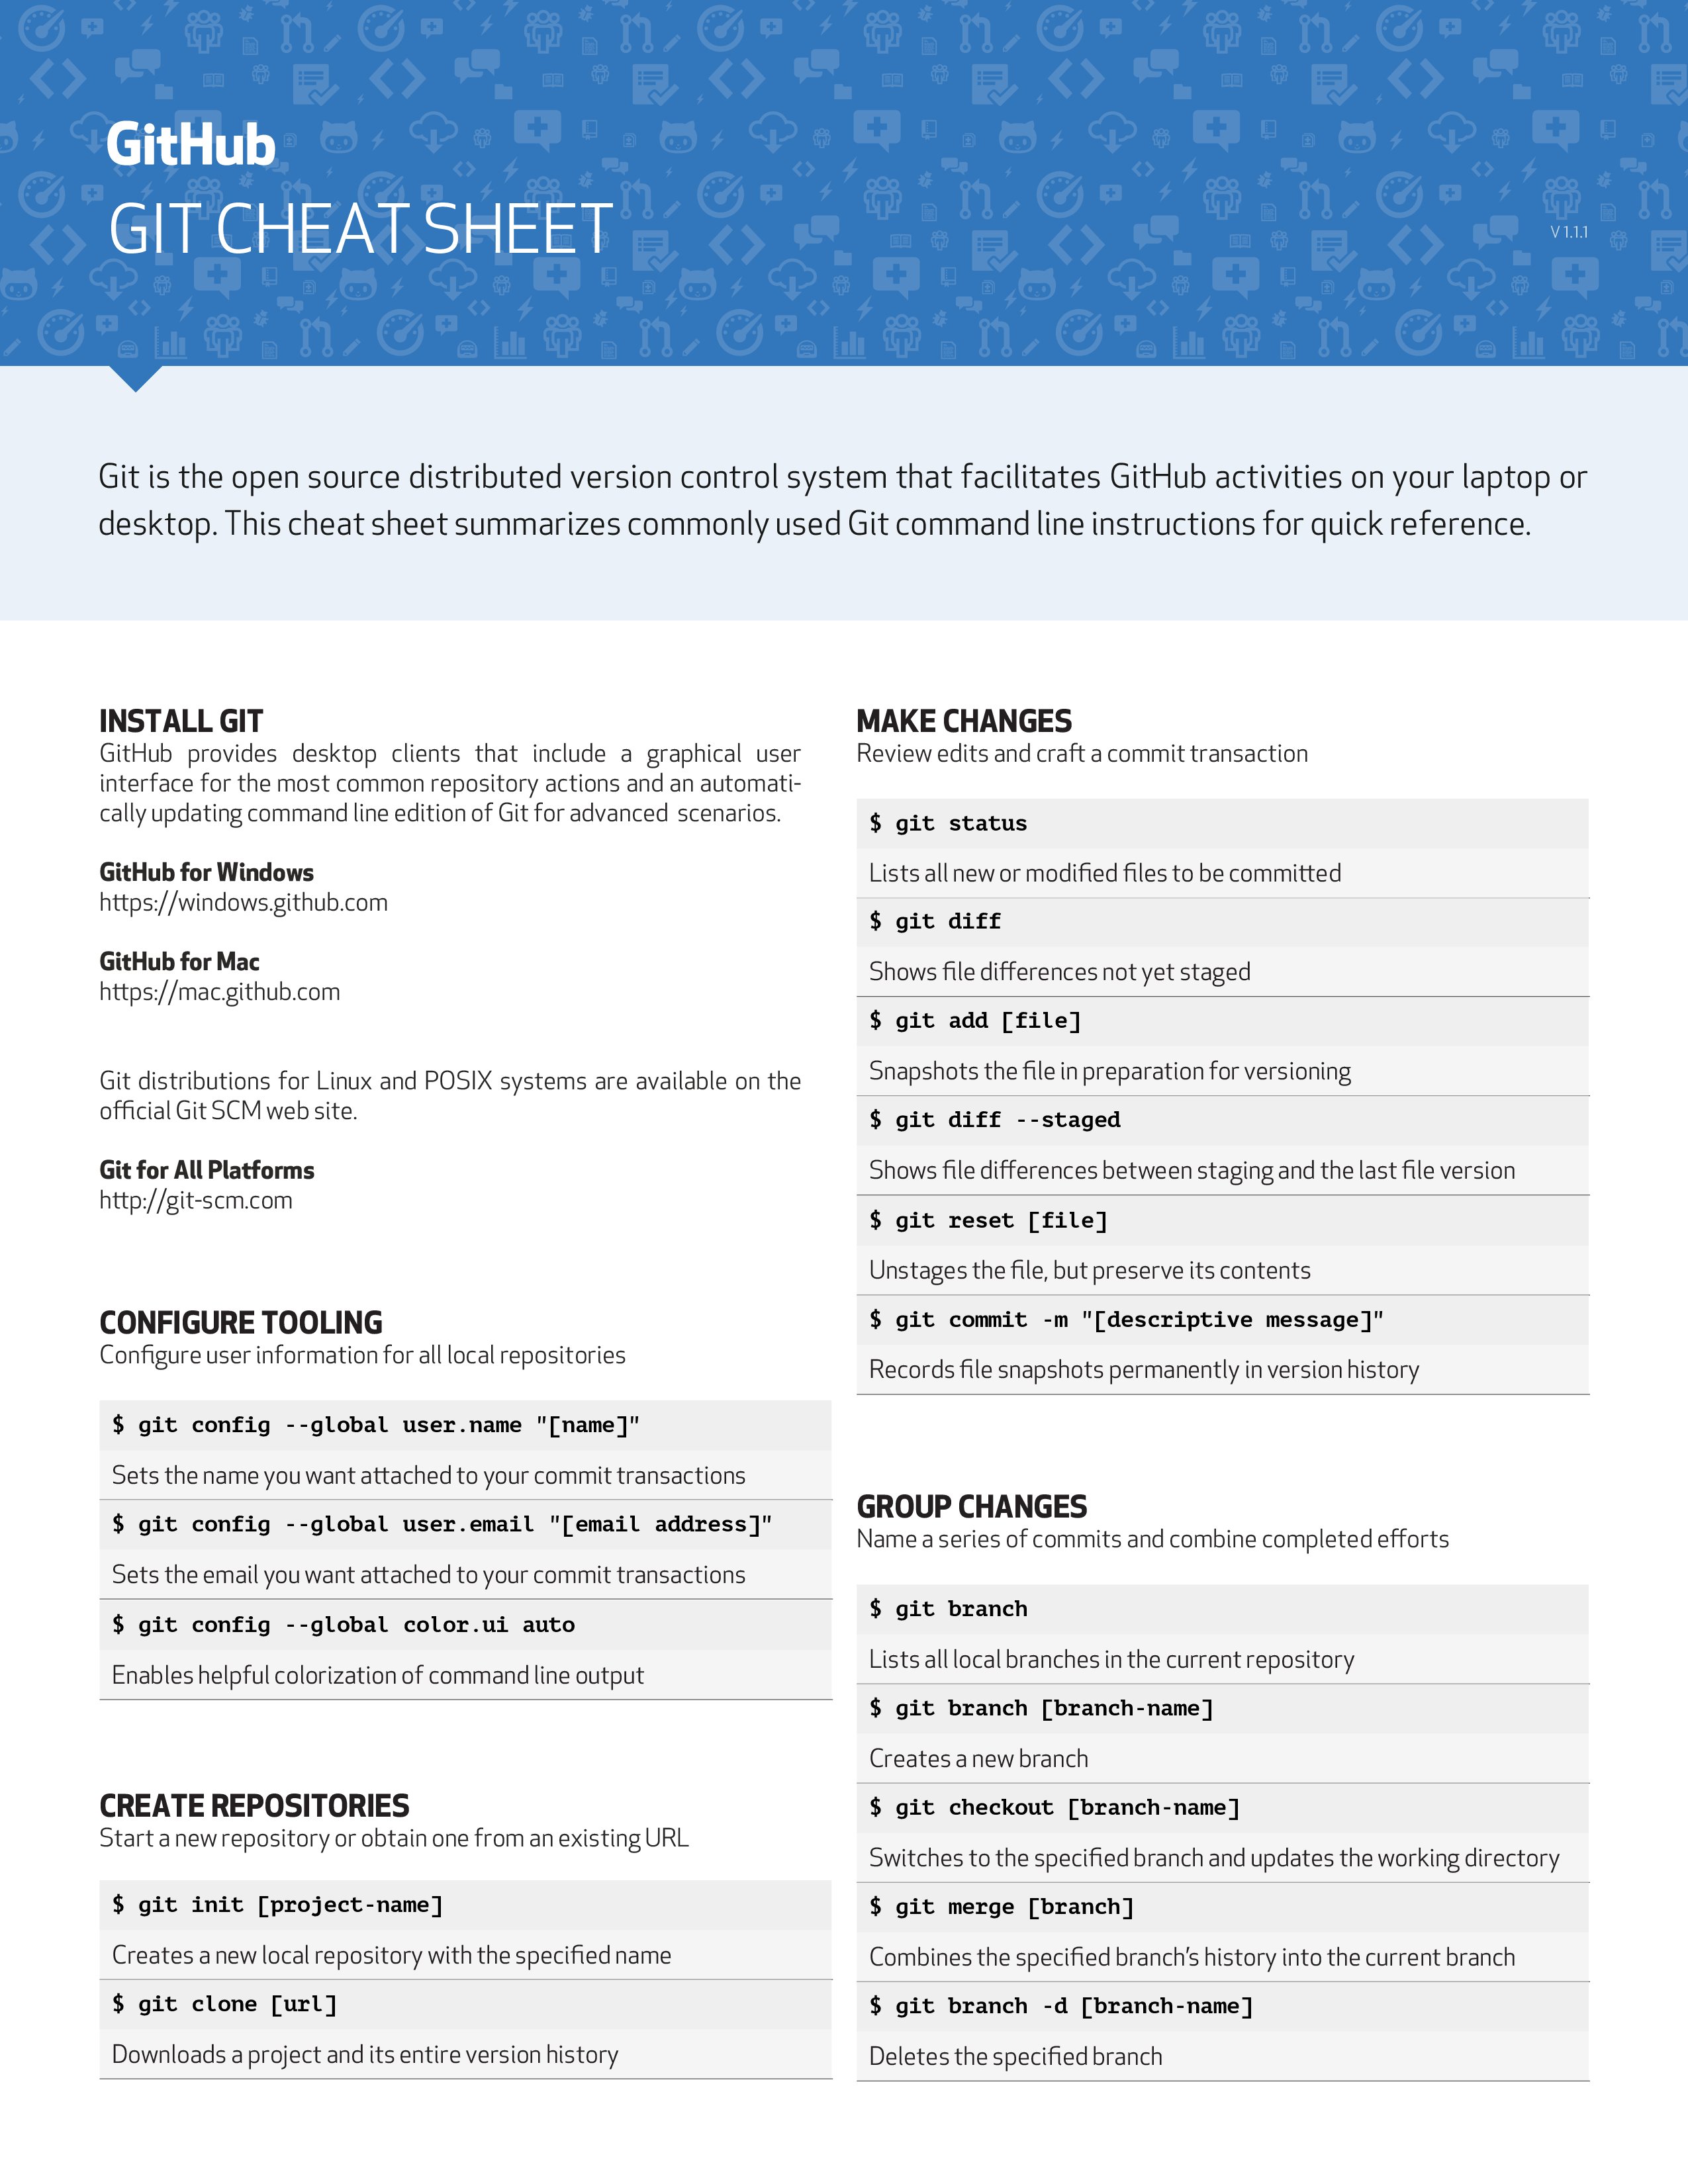 GitHub
GIT CHEAT SHEET
V 1.1.1
Git is the open source distributed version control system that facilitates GitHub activities on your laptop or
desktop. This cheat sheet summarizes commonly used Git command line instructions for quick reference.
INSTALL GIT
GitHub provides desktop clients that include a graphical user
interface for the most common repository actions and an automati-
cally updating command line edition of Git for advanced scenarios.
GitHub for Windows
https://windows.github.com
GitHub for Mac
https://mac.github.com
Git distributions for Linux and POSIX systems are available on the
official Git SCM web site.
Git for All Platforms
http://git-scm.com
CONFIGURE TOOLING
Configure user information for all local repositories
$ git config --global user.name "[name]"
Sets the name you want attached to your commit transactions
$ git config --global user.email "[email address]"
Sets the email you want attached to your commit transactions
$ git config --global color.ui auto
Enables helpful colorization of command line output
CREATE REPOSITORIES
Start a new repository or obtain one from an existing URL
$ git init [project-name]
Creates a new local repository with the specified name
$ git clone [url]
Downloads a project and its entire version history
MAKE CHANGES
Review edits and craft a commit transaction
$ git status
Lists all new or modified files to be committed
$ git diff
Shows file differences not yet staged
$ git add [file]
Snapshots the file in preparation for versioning
$ git diff --staged
Shows file differences between staging and the last file version
$ git reset [file]
Unstages the file, but preserve its contents
$ git commit -m "[descriptive message]"
Records file snapshots permanently in version history
GROUP CHANGES
Name a series of commits and combine completed efforts
$ git branch
Lists all local branches in the current repository
$ git branch [branch-name]
Creates a new branch
$ git checkout [branch-name]
Switches to the specified branch and updates the working directory
$ git merge [branch]
Combines the specified branch’s history into the current branch
$ git branch -d [branch-name]
Deletes the specified branch